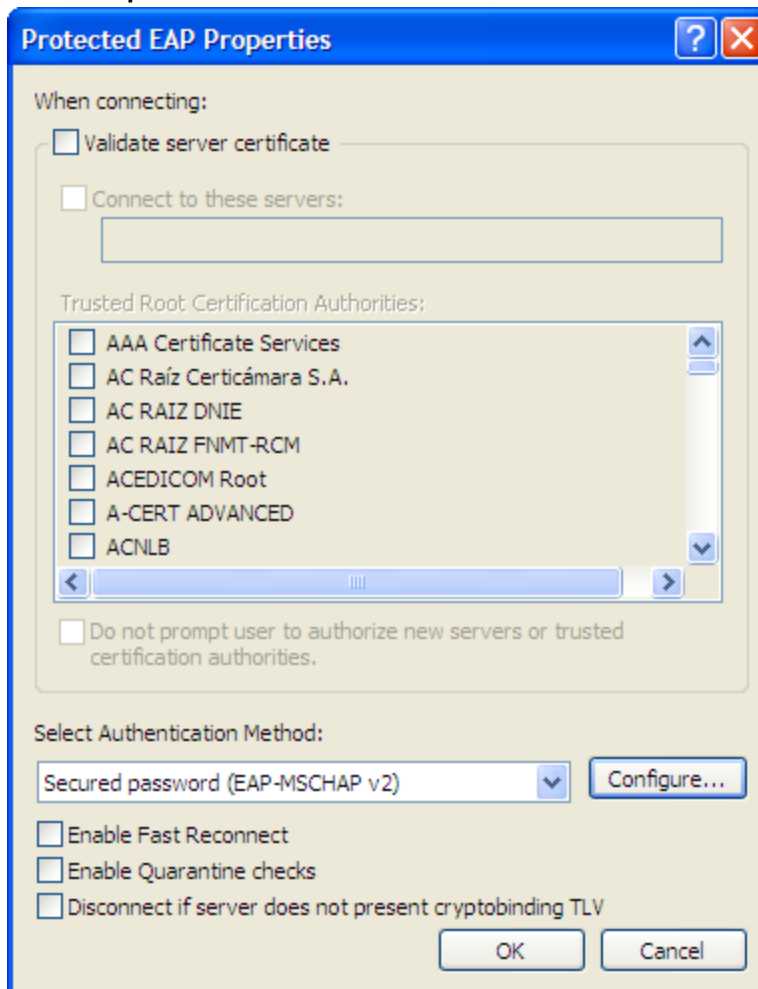 Protected EAP Properties
When connecting:
Validate server certificate
Connect to these servers:
Trusted Root Certification Authorities:
AAA Certificate Services
AC Raíz Certicámara S.A.
AC RAIZ DNIE
AC RAIZ FNMT-RCM
ACEDICOM Root
A-CERT ADVANCED
ACNLB
Do not prompt user to authorize new servers or trusted
certification authorities.
Select Authentication Method:
Secured password (EAP-MSCHAP v2)
Configure...
Enable Fast Reconnect
Enable Quarantine checks
Disconnect if server does not present cryptobinding TLV
OK
Cancel